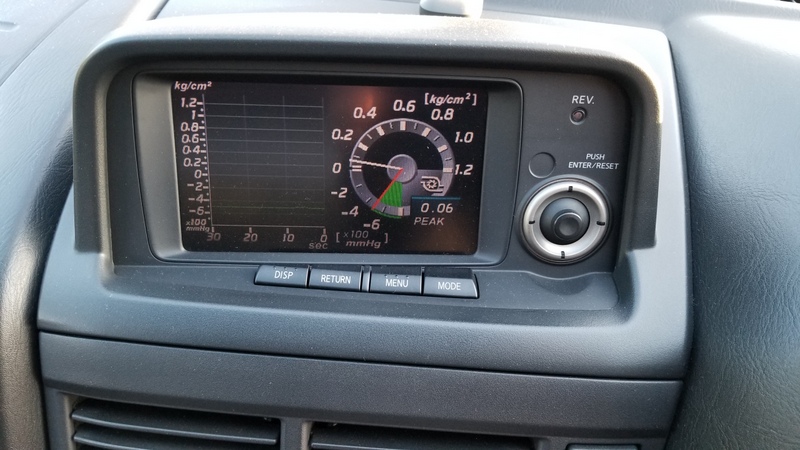 kg/cm²
1.2
1
0.8
0.6
0.4
0.2
0
-2
-4
-6
x100
mmHg
30 20 10 0
sec
[kg/cm²]
0.6
0.4 0.8
0.2 1.0
0 1.2
-2
-4
-6
0.06
PEAK
[x100
mmHg]
REV.
PUSH
ENTER/RESET
DISP RETURN MENU MODE